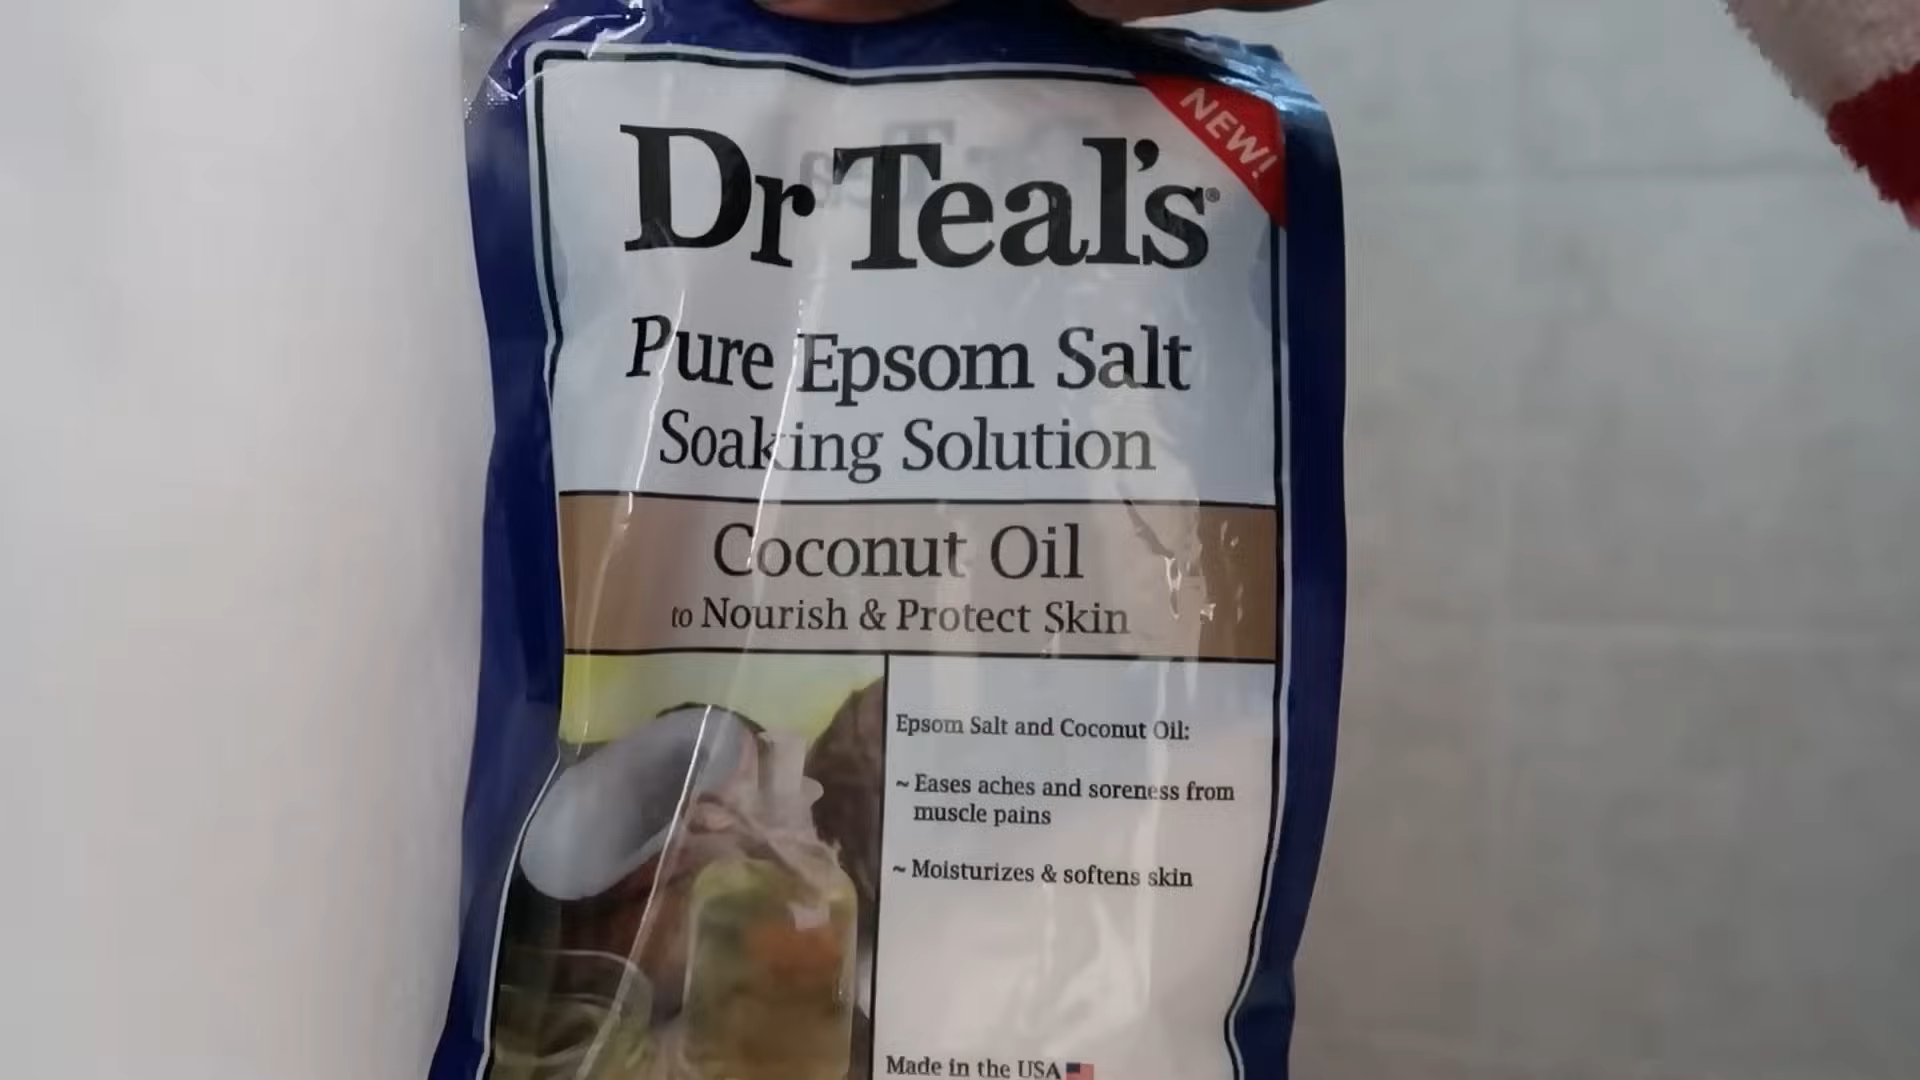 NEW!
Dr Teal's®
Pure Epsom Salt
Soaking Solution
Coconut Oil
to Nourish & Protect Skin
Epsom Salt and Coconut Oil:
~ Eases aches and soreness from
muscle pains
~ Moisturizes & softens skin
Made in the USA